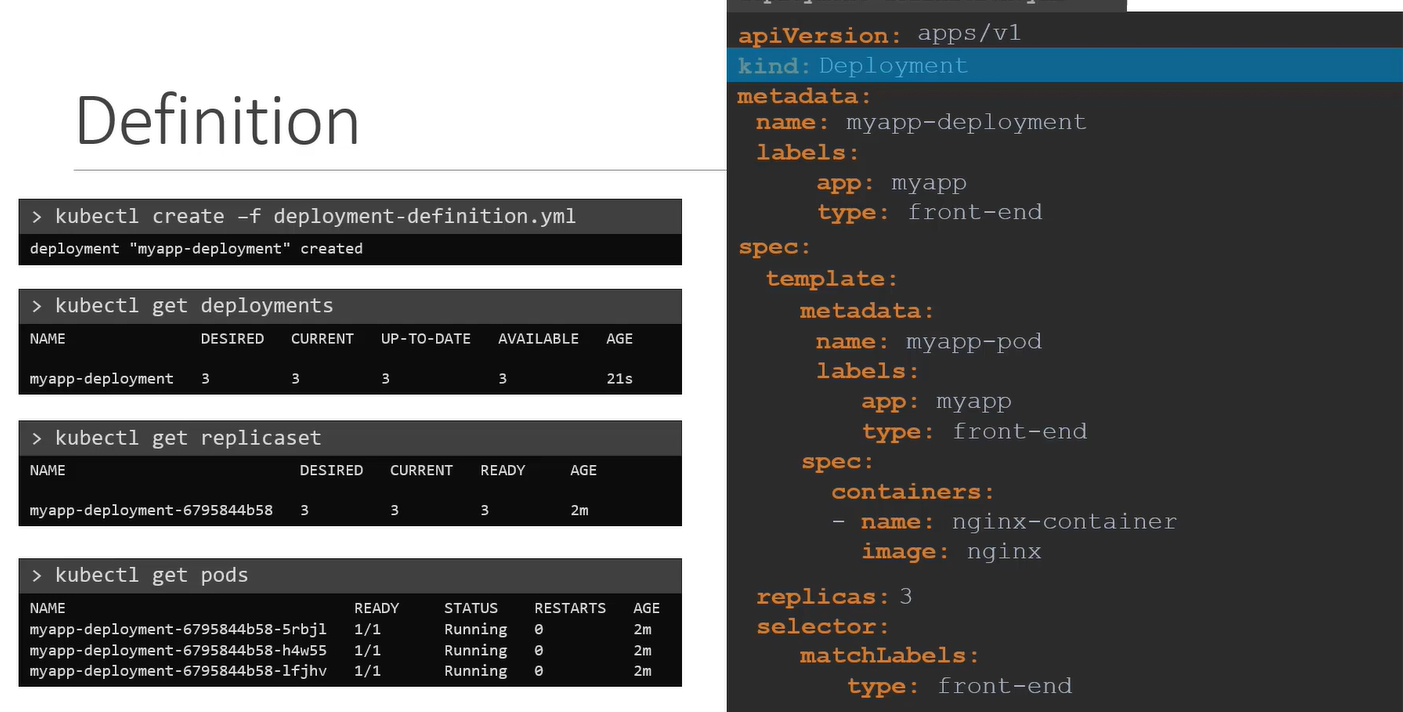 Definition
> kubectl create –f deployment-definition.yml
deployment "myapp-deployment" created
> kubectl get deployments
NAME DESIRED CURRENT UP-TO-DATE AVAILABLE AGE
myapp-deployment 3 3 3 3 21s
> kubectl get replicaset
NAME DESIRED CURRENT READY AGE
myapp-deployment-6795844b58 3 3 3 2m
> kubectl get pods
NAME READY STATUS RESTARTS AGE
myapp-deployment-6795844b58-5rbjl 1/1 Running 0 2m
myapp-deployment-6795844b58-h4w55 1/1 Running 0 2m
myapp-deployment-6795844b58-lfjhv 1/1 Running 0 2m
apiVersion: apps/v1
kind: Deployment
metadata:
name: myapp-deployment
labels:
app: myapp
type: front-end
spec:
template:
metadata:
name: myapp-pod
labels:
app: myapp
type: front-end
spec:
containers:
- name: nginx-container
image: nginx
replicas: 3
selector:
matchLabels:
type: front-end